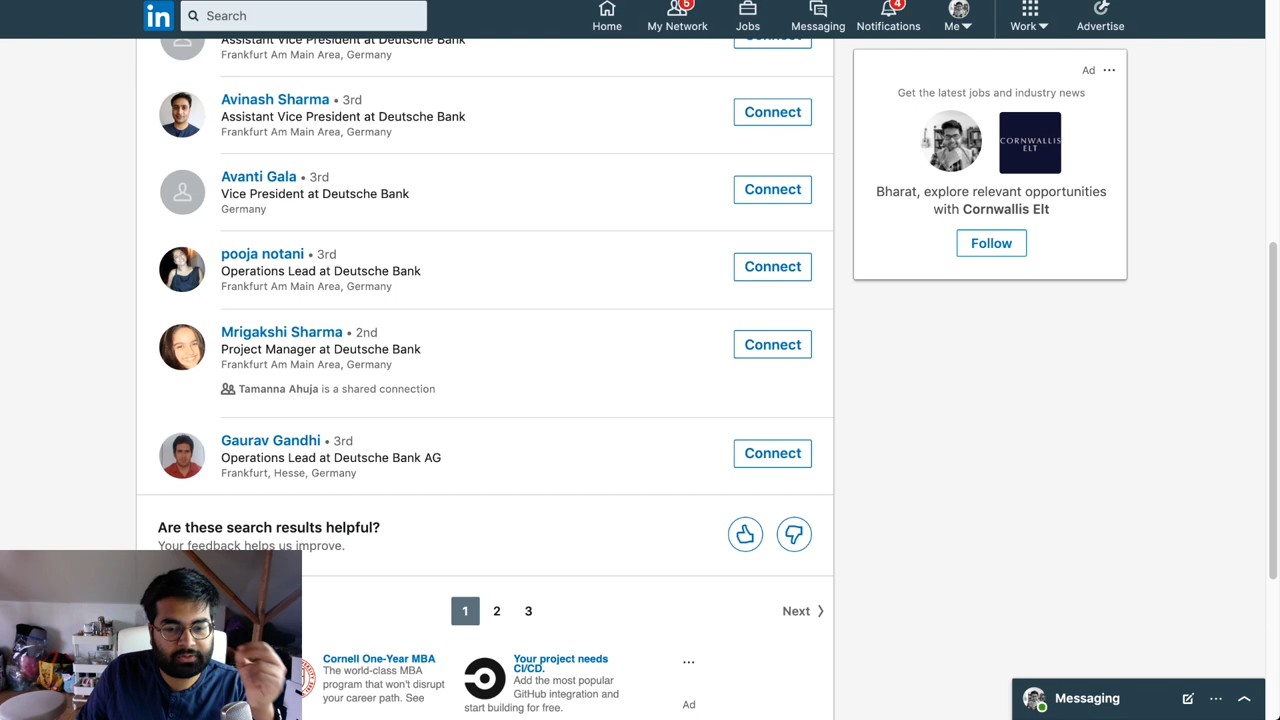 in
Search
5
4
Home
My Network
Jobs
Messaging
Notifications
Me
Work
Advertise
Assistant Vice President at Deutsche Bank
Frankfurt Am Main Area, Germany
Connect
Avinash Sharma • 3rd
Assistant Vice President at Deutsche Bank
Frankfurt Am Main Area, Germany
Connect
Avanti Gala • 3rd
Vice President at Deutsche Bank
Germany
Connect
pooja notani • 3rd
Operations Lead at Deutsche Bank
Frankfurt Am Main Area, Germany
Connect
Mrigakshi Sharma • 2nd
Project Manager at Deutsche Bank
Frankfurt Am Main Area, Germany
Tamanna Ahuja is a shared connection
Connect
Gaurav Gandhi • 3rd
Operations Lead at Deutsche Bank AG
Frankfurt, Hesse, Germany
Connect
Are these search results helpful?
Your feedback helps us improve.
1 2 3
Next
Cornell One-Year MBA
The world-class MBA
program that won't disrupt
your career path. See
Your project needs
CI/CD.
Add the most popular
GitHub integration and
start building for free.
...
Ad
Ad ...
Get the latest jobs and industry news
CORNWALLIS
ELT
Bharat, explore relevant opportunities
with Cornwallis Elt
Follow
Messaging
...